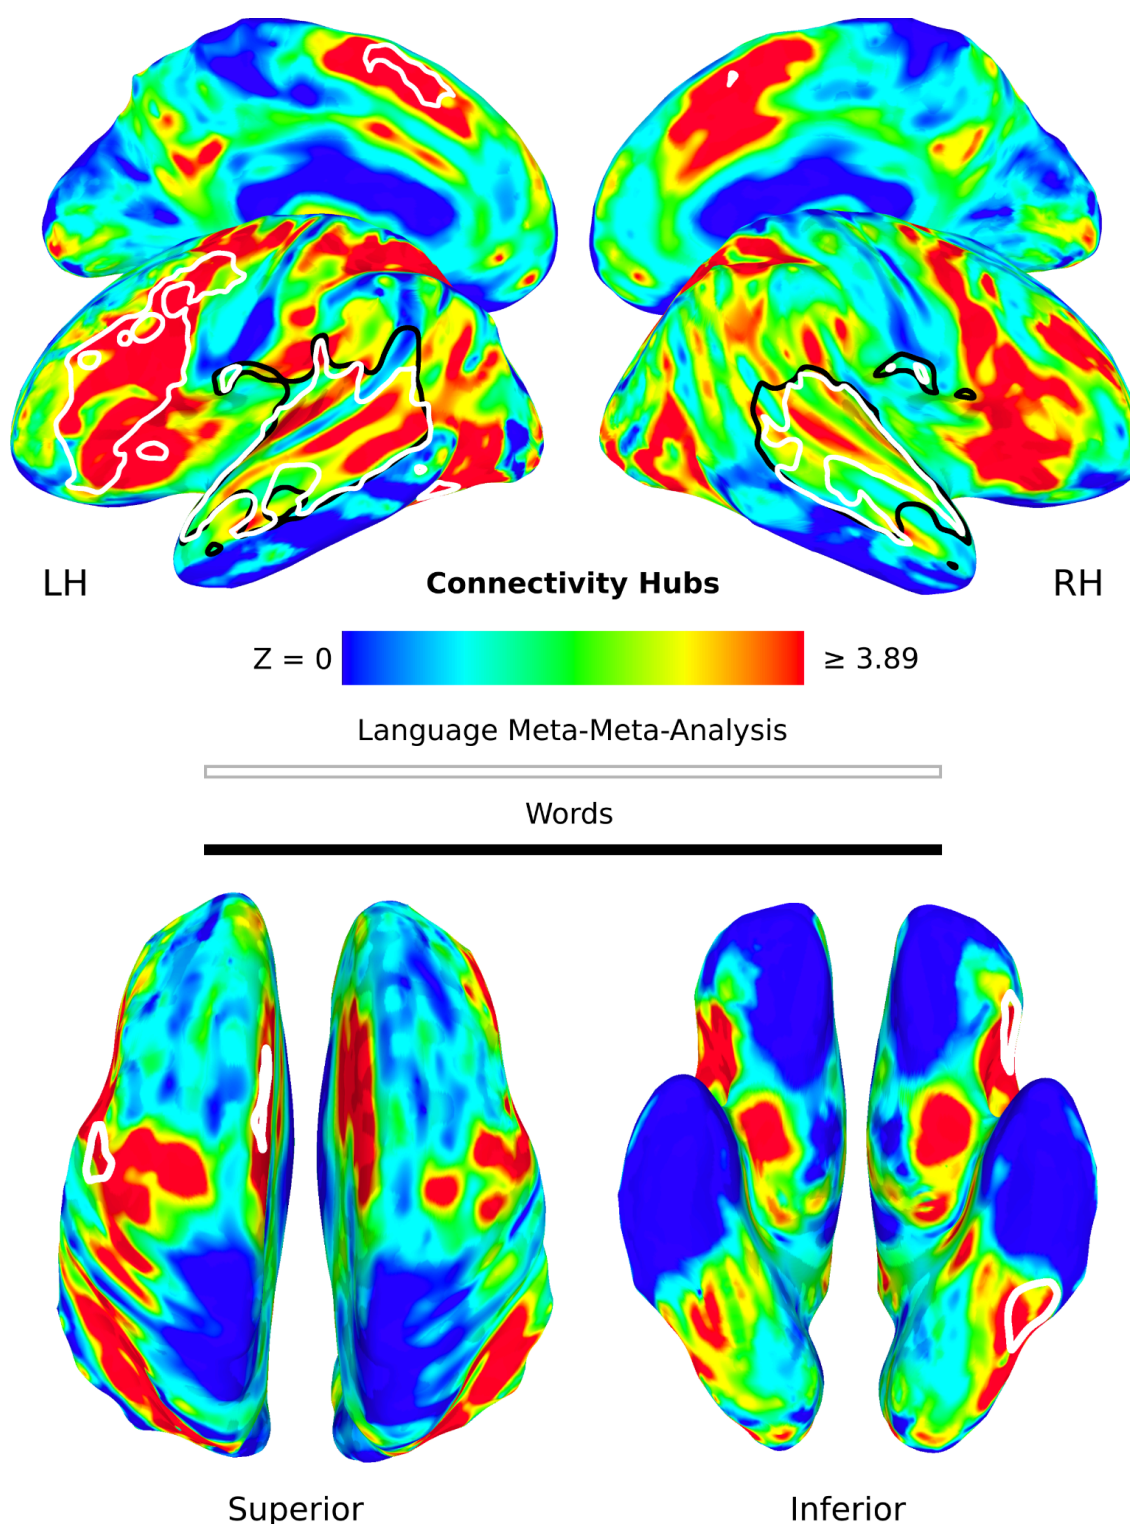 LH
Connectivity Hubs
RH
Z = 0
≥ 3.89
Language Meta-Meta-Analysis
Words
Superior
Inferior